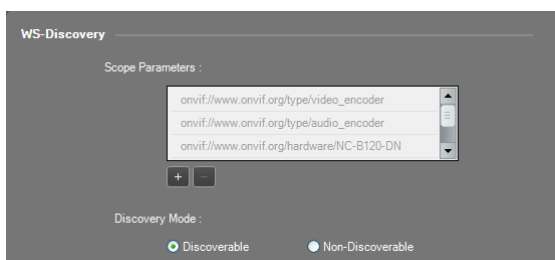 WS-Discovery
Scope Parameters :
onvif://www.onvif.org/type/video_encoder
onvif://www.onvif.org/type/audio_encoder
onvif://www.onvif.org/hardware/NC-B120-DN
+ −
Discovery Mode :
Discoverable Non-Discoverable